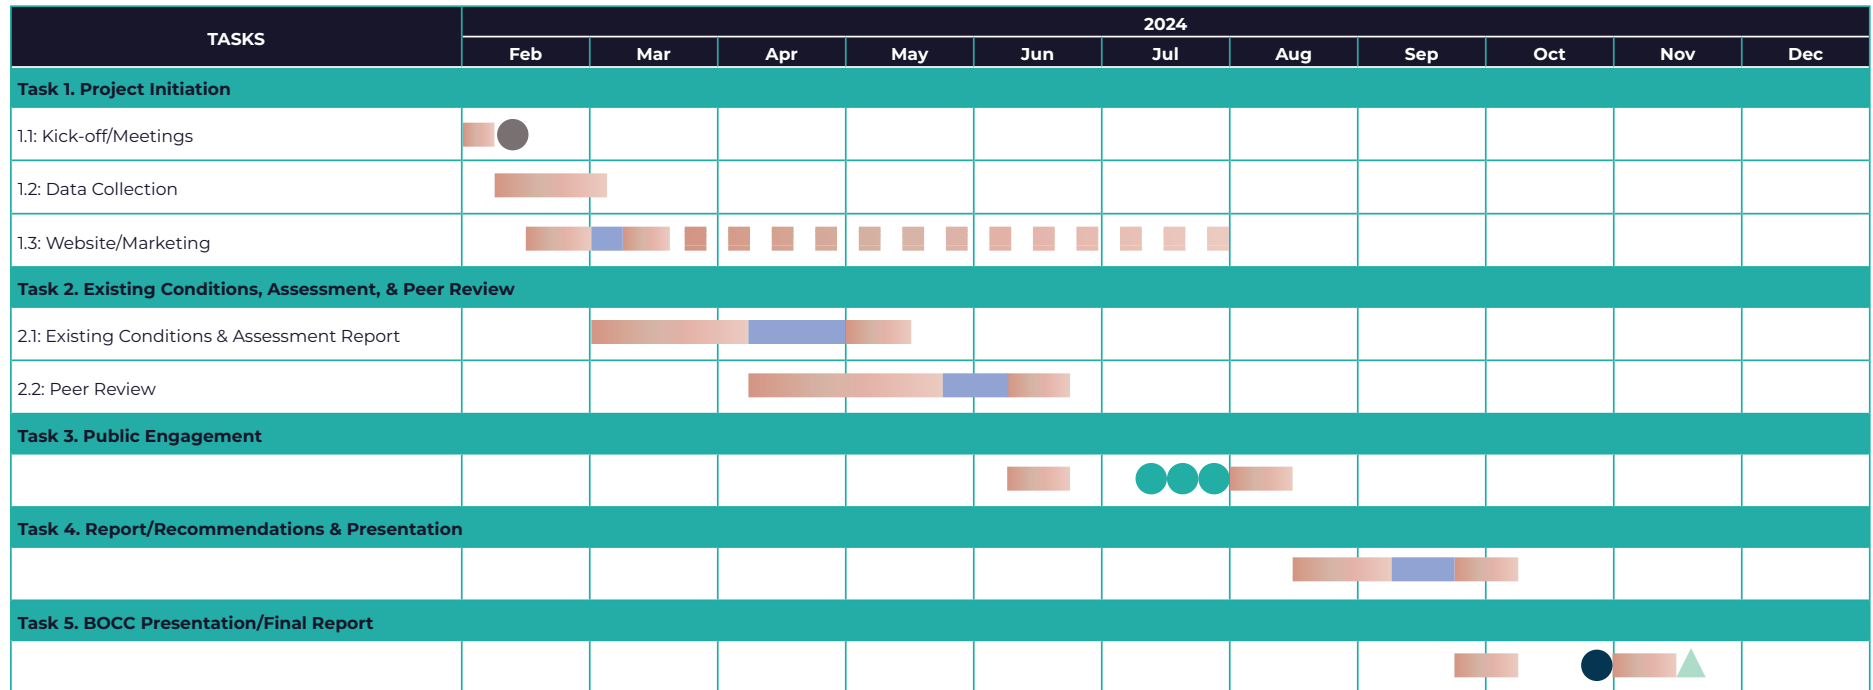 TASKS
2024
Feb Mar Apr May Jun Jul Aug Sep Oct Nov Dec
Task 1. Project Initiation
1.1: Kick-off/Meetings
1.2: Data Collection
1.3: Website/Marketing
Task 2. Existing Conditions, Assessment, & Peer Review
2.1: Existing Conditions & Assessment Report
2.2: Peer Review
Task 3. Public Engagement
Task 4. Report/Recommendations & Presentation
Task 5. BOCC Presentation/Final Report